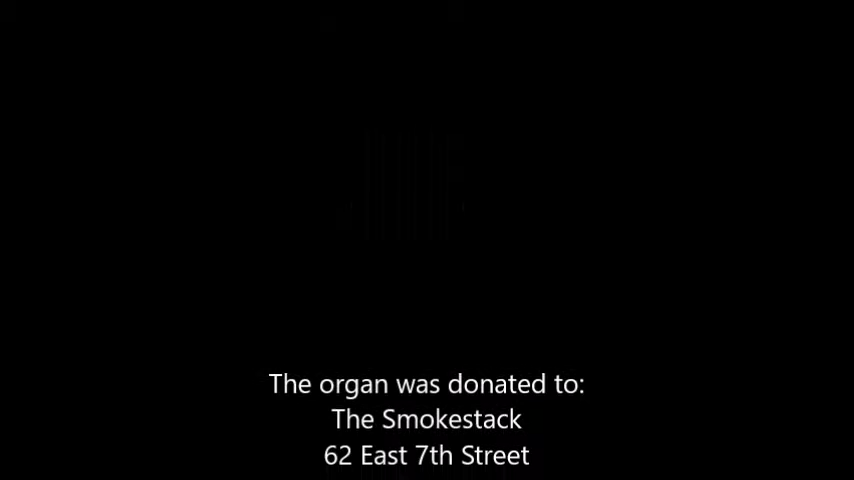 The organ was donated to:
The Smokestack
62 East 7th Street